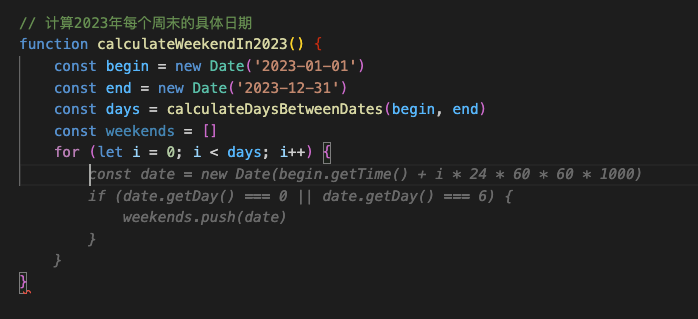 // 计算2023年每个周末的具体日期
function calculateWeekendIn2023() {
    const begin = new Date('2023-01-01')
    const end = new Date('2023-12-31')
    const days = calculateDaysBetweenDates(begin, end)
    const weekends = []
    for (let i = 0; i < days; i++) {
        const date = new Date(begin.getTime() + i * 24 * 60 * 60 * 1000)
        if (date.getDay() === 0 || date.getDay() === 6) {
            weekends.push(date)
        }
    }
}